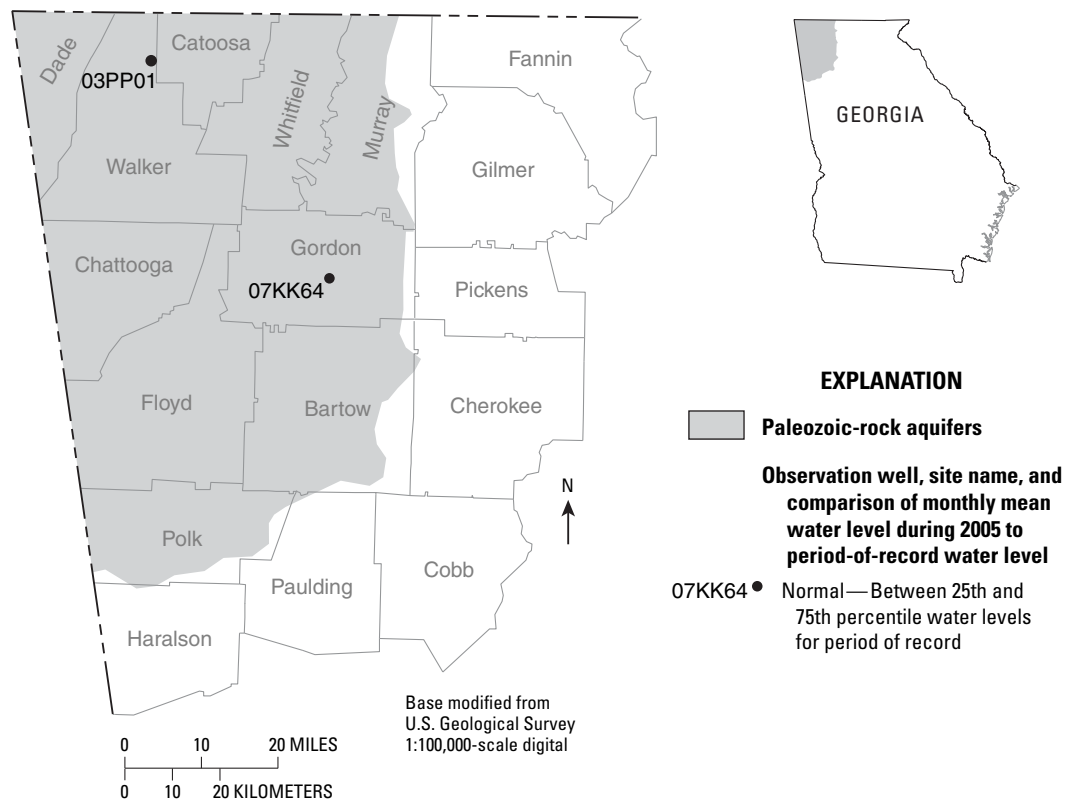 Dade
Catoosa
03PP01
Whitfield
Murray
Fannin
Walker
Gilmer
Chattooga
Gordon
07KK64
Pickens
Floyd
Bartow
Cherokee
Polk
Paulding
Cobb
Haralson
N
0 10 20 MILES
0 10 20 KILOMETERS
Base modified from
U.S. Geological Survey
1:100,000-scale digital
GEORGIA
EXPLANATION
Paleozoic-rock aquifers
Observation well, site name, and
comparison of monthly mean
water level during 2005 to
period-of-record water level
07KK64 Normal—Between 25th and
75th percentile water levels
for period of record